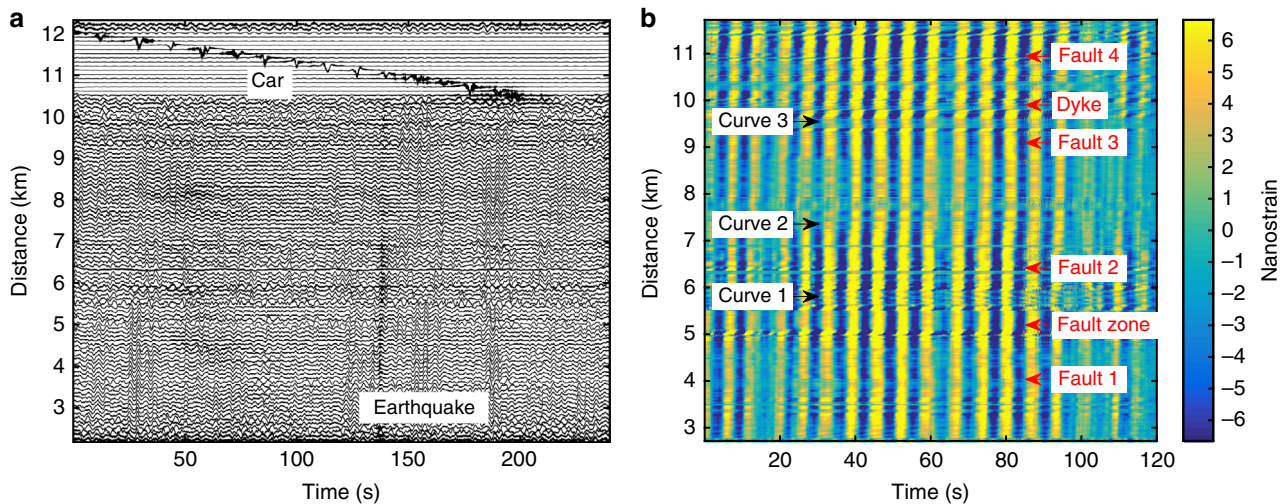 a
12
11
10
9
8
7
6
5
4
3
Distance (km)
Car
Earthquake
50
100
150
200
Time (s)
b
11
10
9
8
7
6
5
4
3
Distance (km)
Fault 4
Dyke
Curve 3
Fault 3
Curve 2
Fault 2
Curve 1
Fault zone
Fault 1
20
40
60
80
100
120
Time (s)
6
5
4
3
2
1
0
−1
−2
−3
−4
−5
−6
Nanostrain